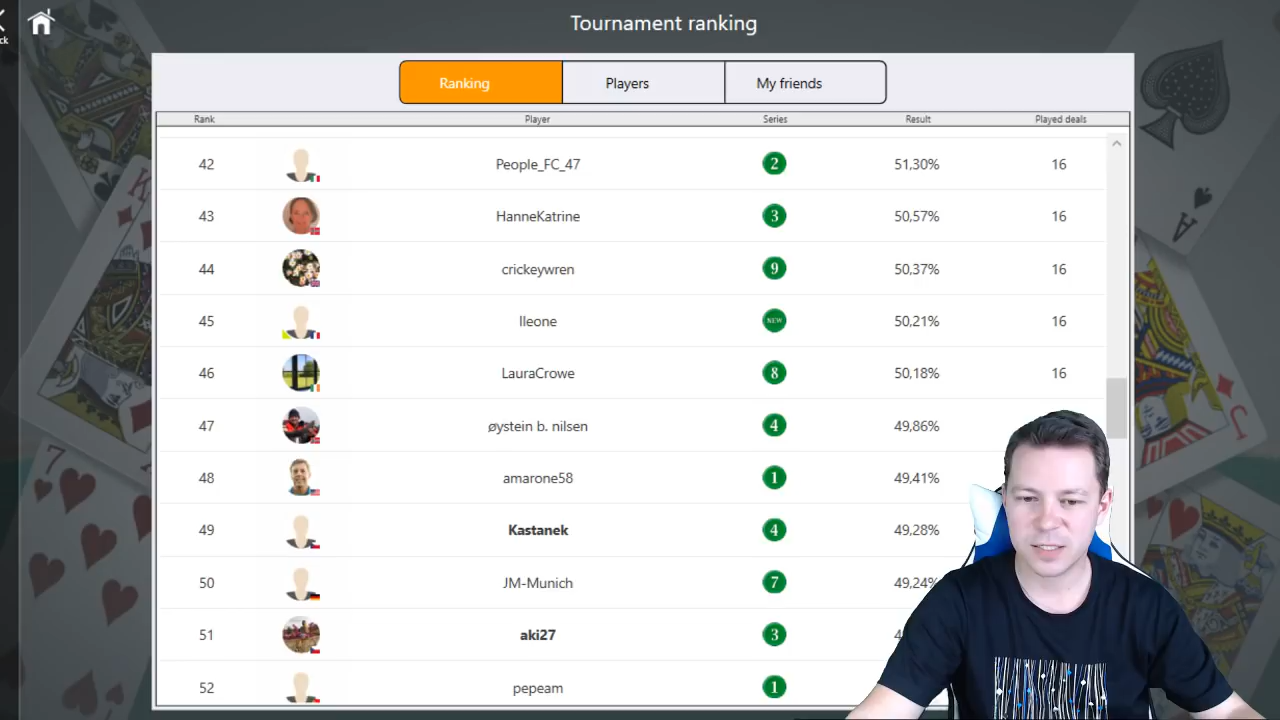 ck
Tournament ranking
Ranking Players My friends
Rank Player Series Result Played deals
42 People_FC_47 2 51,30% 16
43 HanneKatrine 3 50,57% 16
44 crickeywren 9 50,37% 16
45 lleone NEW 50,21% 16
46 LauraCrowe 8 50,18% 16
47 øystein b. nilsen 4 49,86%
48 amarone58 1 49,41%
49 Kastanek 4 49,28%
50 JM-Munich 7 49,24%
51 aki27 3 4
52 pepeam 1
K
A
7
J